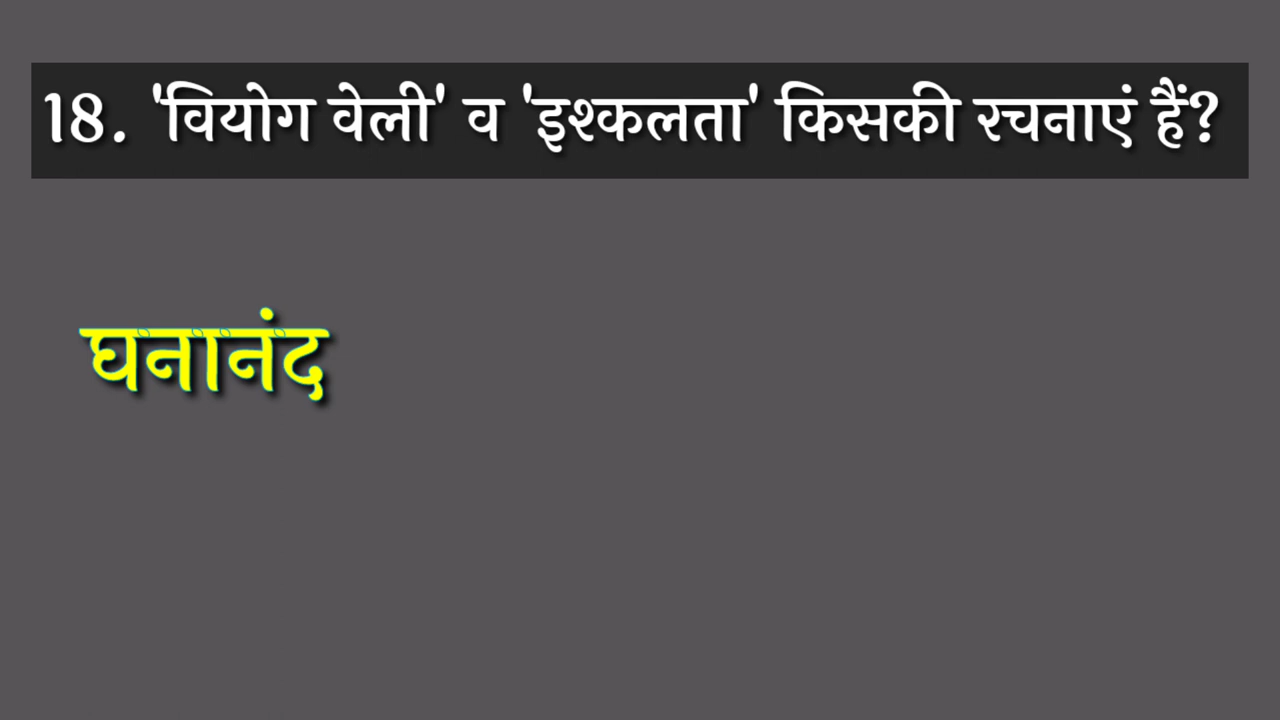 18. 'वियोग वेली' व 'इश्कलता' किसकी रचनाएं हैं?
घनानंद